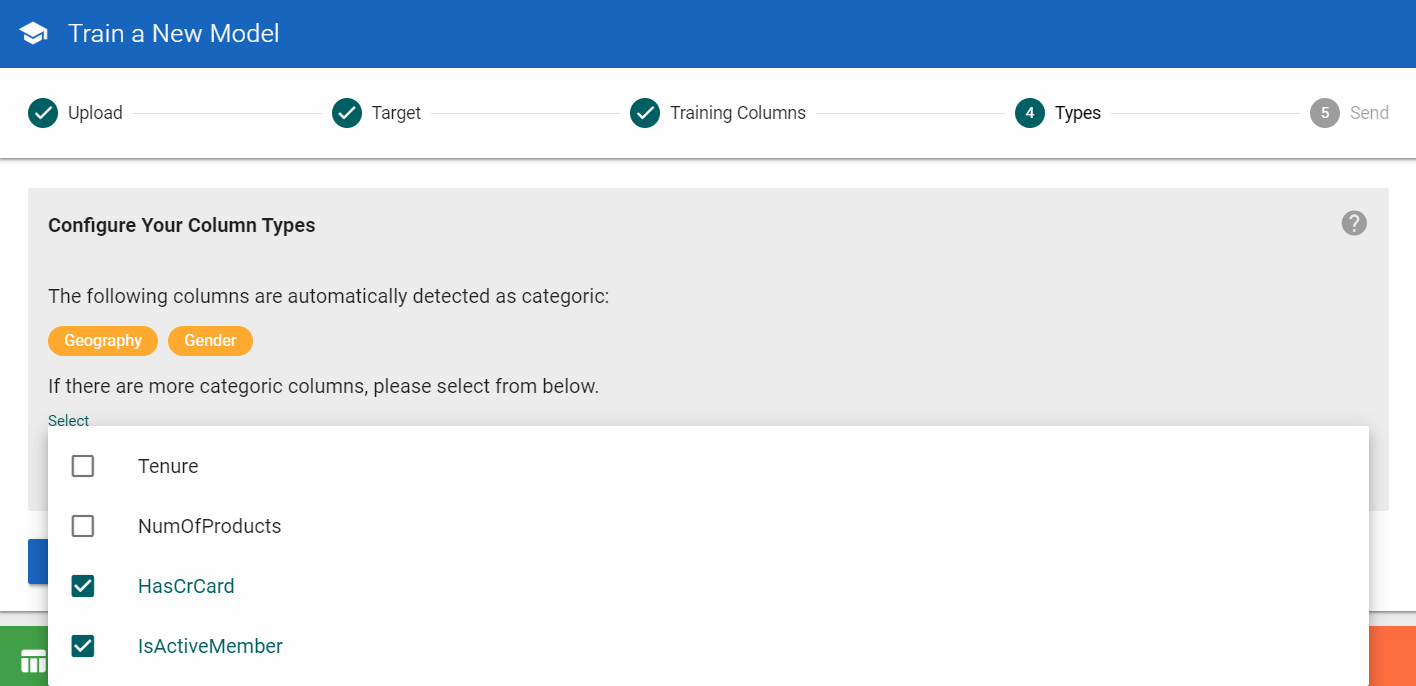 Train a New Model
Upload
Target
Training Columns
4 Types
5 Send
Configure Your Column Types
?
The following columns are automatically detected as categoric:
Geography Gender
If there are more categoric columns, please select from below.
Select
Tenure
NumOfProducts
HasCrCard
IsActiveMember